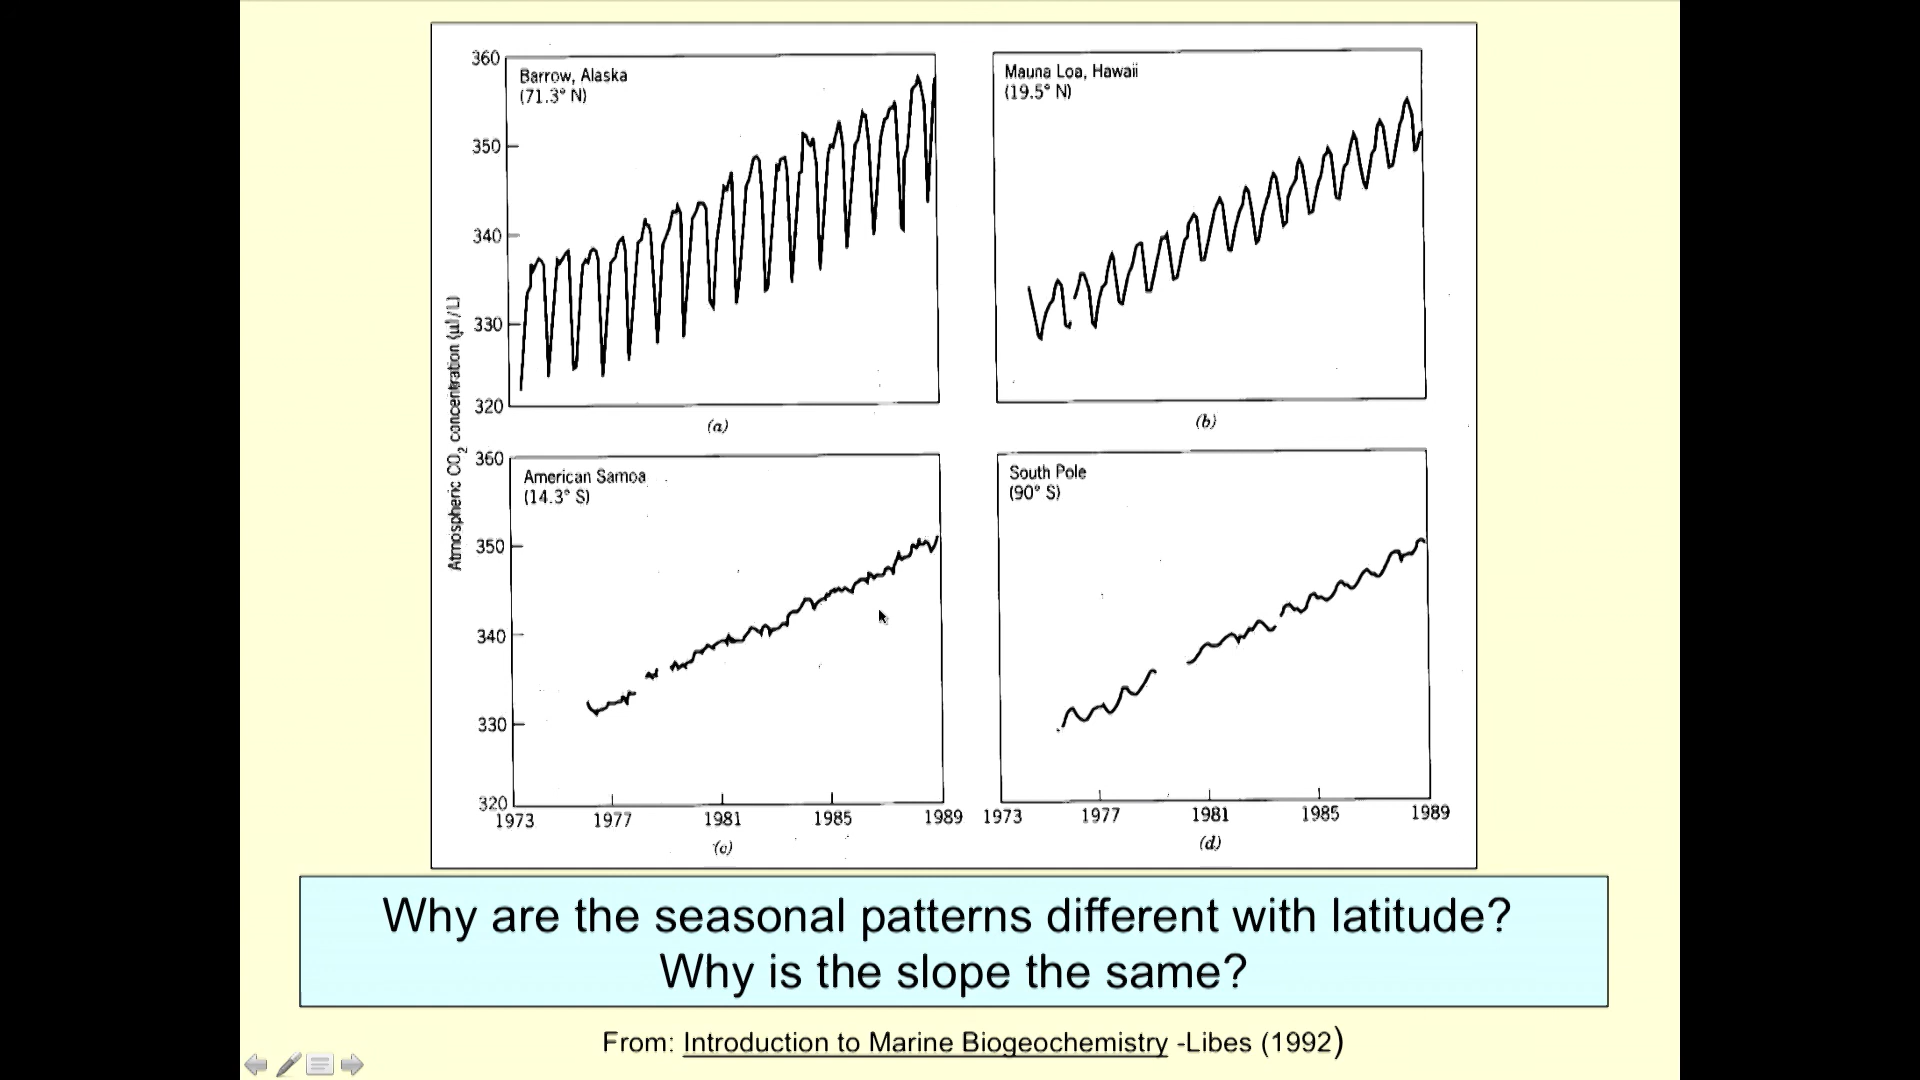 Atmospheric CO2 concentration (µl/L)
360
350
340
330
320
Barrow, Alaska
(71.3° N)
(a)
Mauna Loa, Hawaii
(19.5° N)
(b)
360
350
340
330
320
American Samoa
(14.3° S)
1973 1977 1981 1985 1989
(c)
South Pole
(90° S)
1973 1977 1981 1985 1989
(d)
Why are the seasonal patterns different with latitude?
Why is the slope the same?
From: Introduction to Marine Biogeochemistry -Libes (1992)